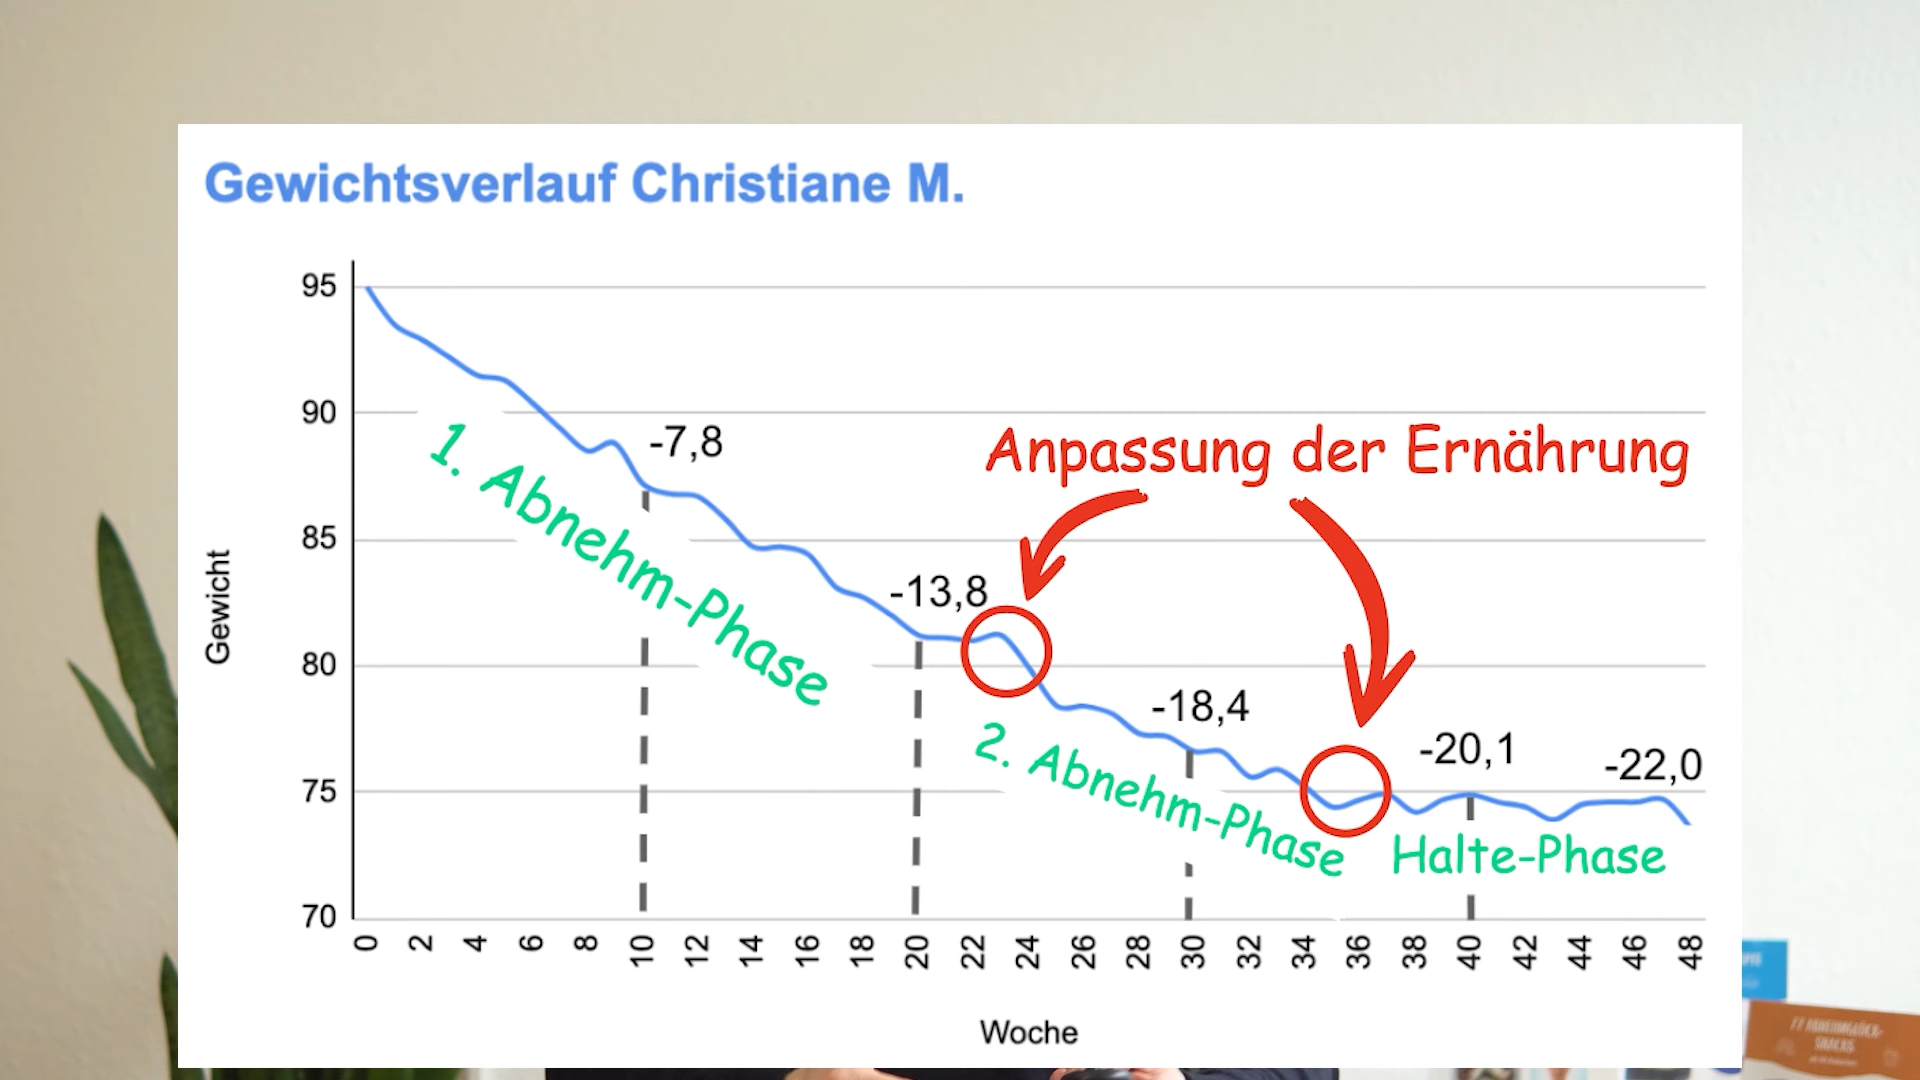 Gewichtsverlauf Christiane M.
95
90
85
80
75
70
Gewicht
1. Abnehm-Phase
-7,8
-13,8
Anpassung der Ernährung
2. Abnehm-Phase
-18,4
-20,1
-22,0
Halte-Phase
0 2 4 6 8 10 12 14 16 18 20 22 24 26 28 30 32 34 36 38 40 42 44 46 48
Woche